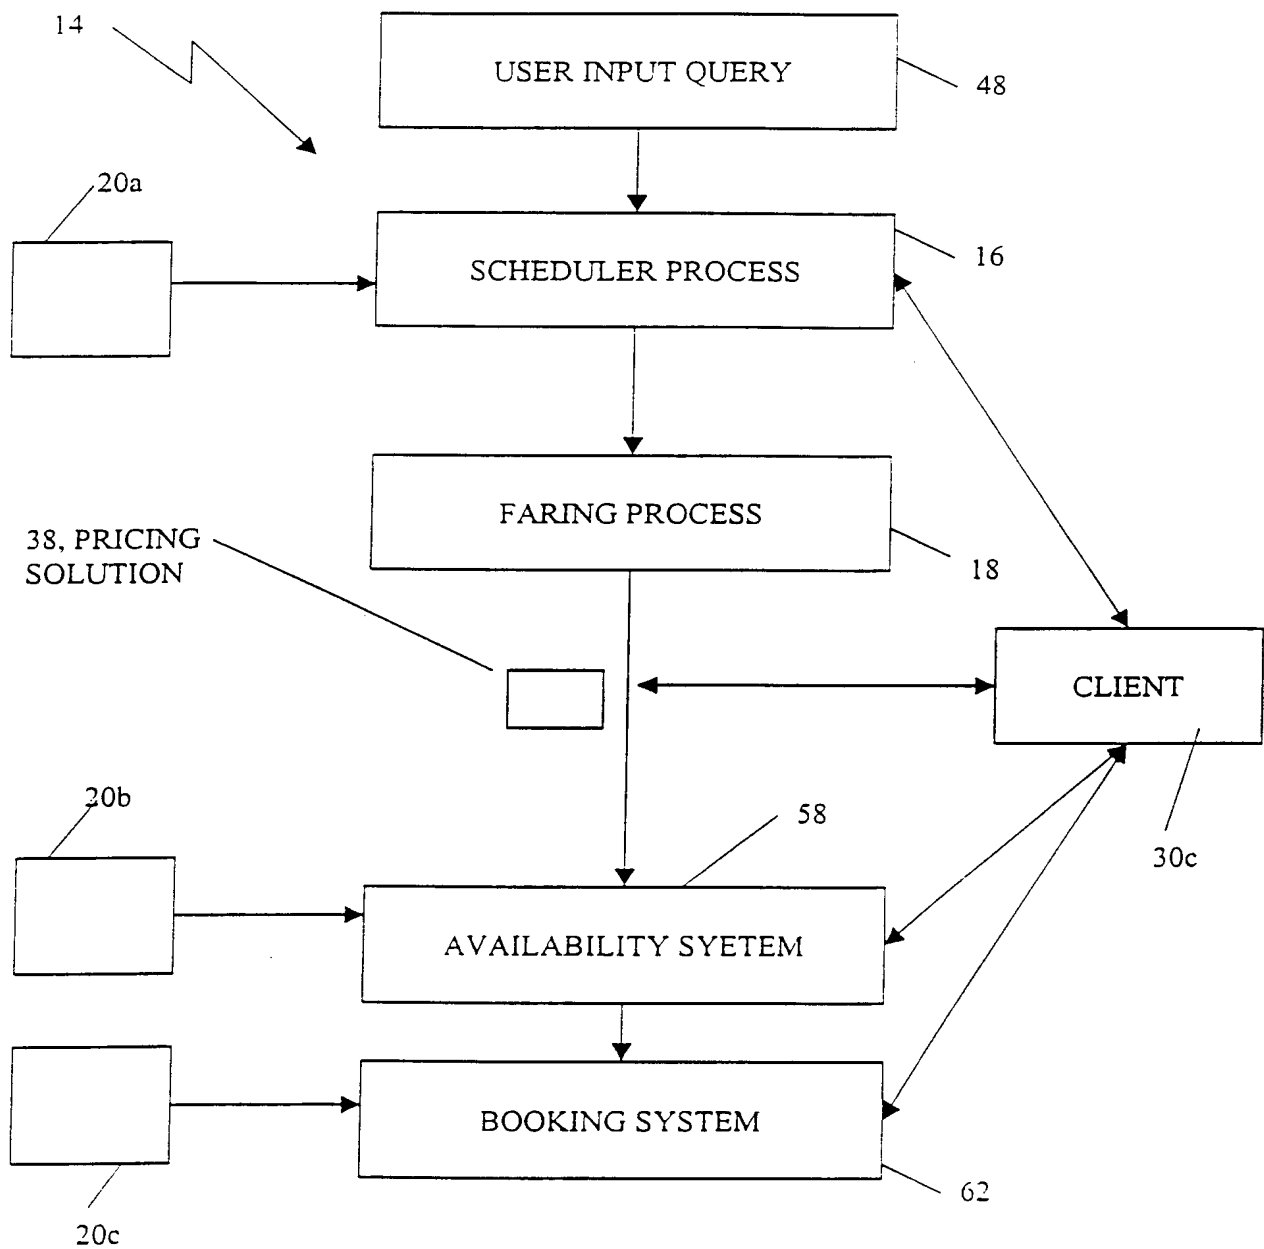 14
USER INPUT QUERY
48
20a
SCHEDULER PROCESS
16
FARING PROCESS
18
38, PRICING
SOLUTION
CLIENT
30c
20b
58
AVAILABILITY SYETEM
BOOKING SYSTEM
62
20c